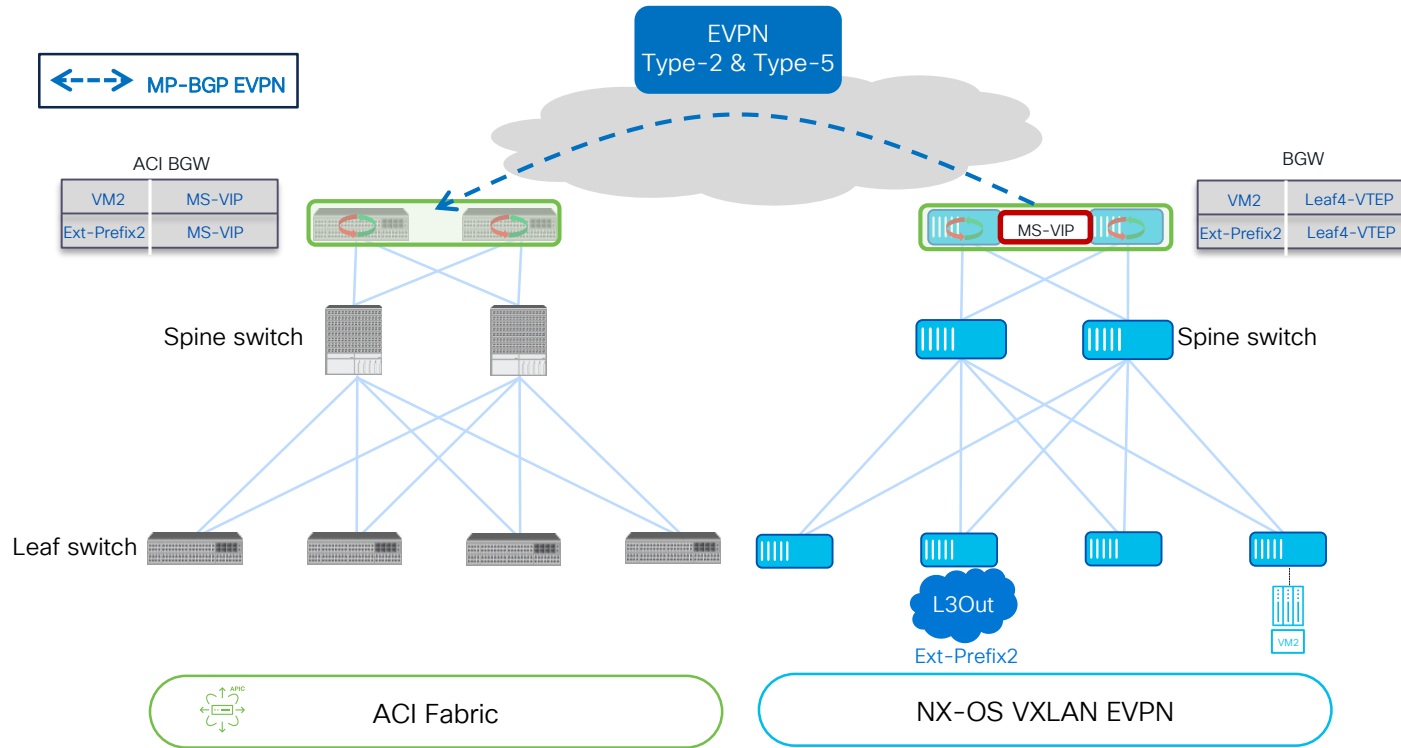 EVPN
Type-2 & Type-5
MP-BGP EVPN
ACI BGW
VM2 MS-VIP
Ext-Prefix2 MS-VIP
BGW
VM2 Leaf4-VTEP
Ext-Prefix2 Leaf4-VTEP
MS-VIP
Spine switch
Spine switch
Leaf switch
L3Out
Ext-Prefix2
VM2
APIC
ACI Fabric
NX-OS VXLAN EVPN